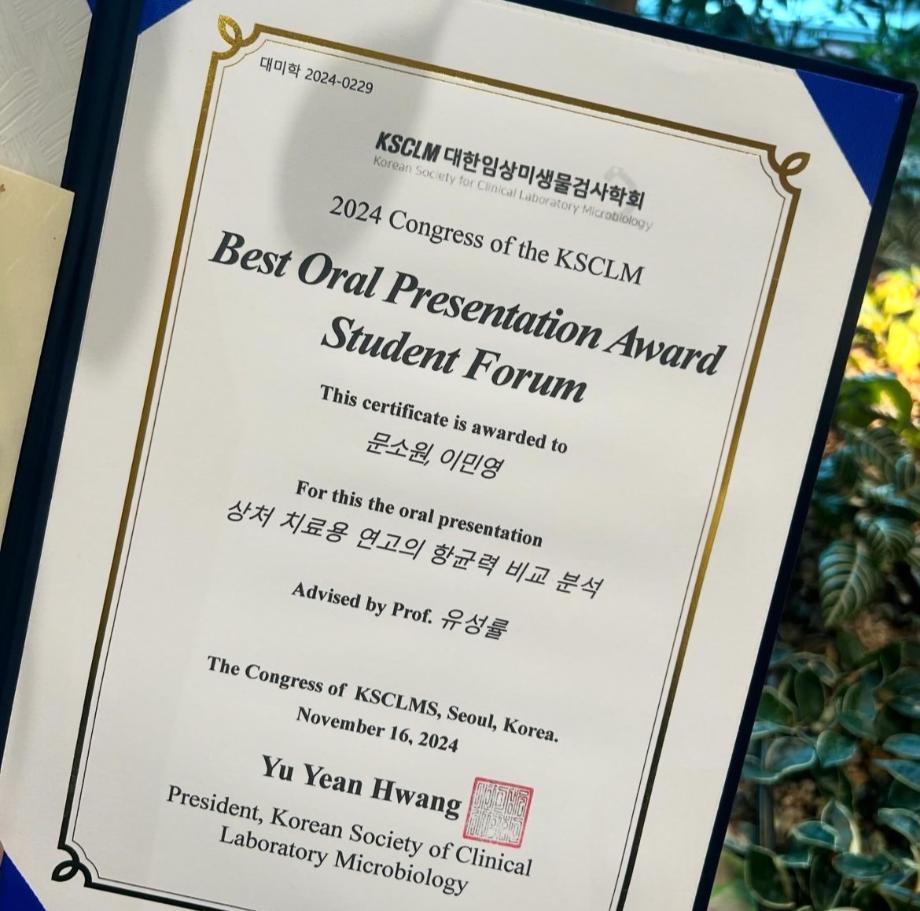 대미학 2024-0229
KSCLM 대한임상미생물검사학회
Korean Society for Clinical Laboratory Microbiology
2024 Congress of the KSCLM
Best Oral Presentation Award
Student Forum
This certificate is awarded to
문소원, 이민영
For this the oral presentation
상처 치료용 연고의 항균력 비교 분석
Advised by Prof. 유성률
The Congress of KSCLMS, Seoul, Korea.
November 16, 2024
Yu Yean Hwang
President, Korean Society of Clinical
Laboratory Microbiology